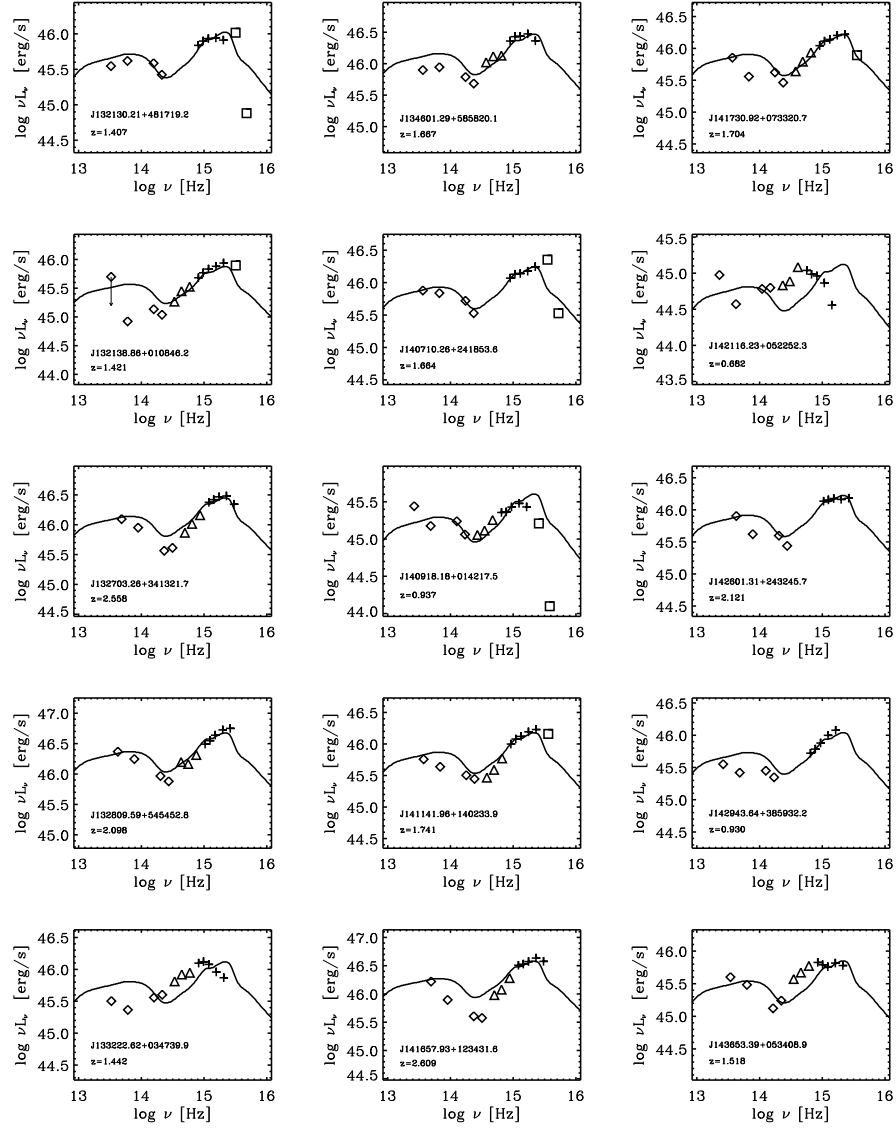 log νLν [erg/s]
46.0
45.5
45.0
44.5
J132130.21+481719.2
z=1.407
13 14 15 16
log ν [Hz]
log νLν [erg/s]
46.5
46.0
45.5
45.0
J134601.29+585820.1
z=1.667
13 14 15 16
log ν [Hz]
log νLν [erg/s]
46.5
46.0
45.5
45.0
J141730.92+073320.7
z=1.704
13 14 15 16
log ν [Hz]
log νLν [erg/s]
46.0
45.5
45.0
44.5
44.0
J132138.86+010846.2
z=1.421
13 14 15 16
log ν [Hz]
log νLν [erg/s]
46.5
46.0
45.5
45.0
44.5
J140710.26+241853.6
z=1.664
13 14 15 16
log ν [Hz]
log νLν [erg/s]
45.5
45.0
44.5
44.0
43.5
J142116.23+052252.3
z=0.682
13 14 15 16
log ν [Hz]
log νLν [erg/s]
46.5
46.0
45.5
45.0
44.5
J132703.26+341321.7
z=2.558
13 14 15 16
log ν [Hz]
log νLν [erg/s]
45.5
45.0
44.5
44.0
J140918.18+014217.5
z=0.937
13 14 15 16
log ν [Hz]
log νLν [erg/s]
46.5
46.0
45.5
45.0
44.5
J142601.31+243245.7
z=2.121
13 14 15 16
log ν [Hz]
log νLν [erg/s]
47.0
46.5
46.0
45.5
45.0
J132809.59+545452.8
z=2.098
13 14 15 16
log ν [Hz]
log νLν [erg/s]
46.5
46.0
45.5
45.0
44.5
J141141.96+140233.9
z=1.741
13 14 15 16
log ν [Hz]
log νLν [erg/s]
46.5
46.0
45.5
45.0
44.5
J142943.64+385932.2
z=0.930
13 14 15 16
log ν [Hz]
log νLν [erg/s]
46.5
46.0
45.5
45.0
44.5
J133222.62+034739.9
z=1.442
13 14 15 16
log ν [Hz]
log νLν [erg/s]
47.0
46.5
46.0
45.5
45.0
J141657.93+123431.6
z=2.609
13 14 15 16
log ν [Hz]
log νLν [erg/s]
46.0
45.5
45.0
44.5
J143653.39+053408.9
z=1.518
13 14 15 16
log ν [Hz]